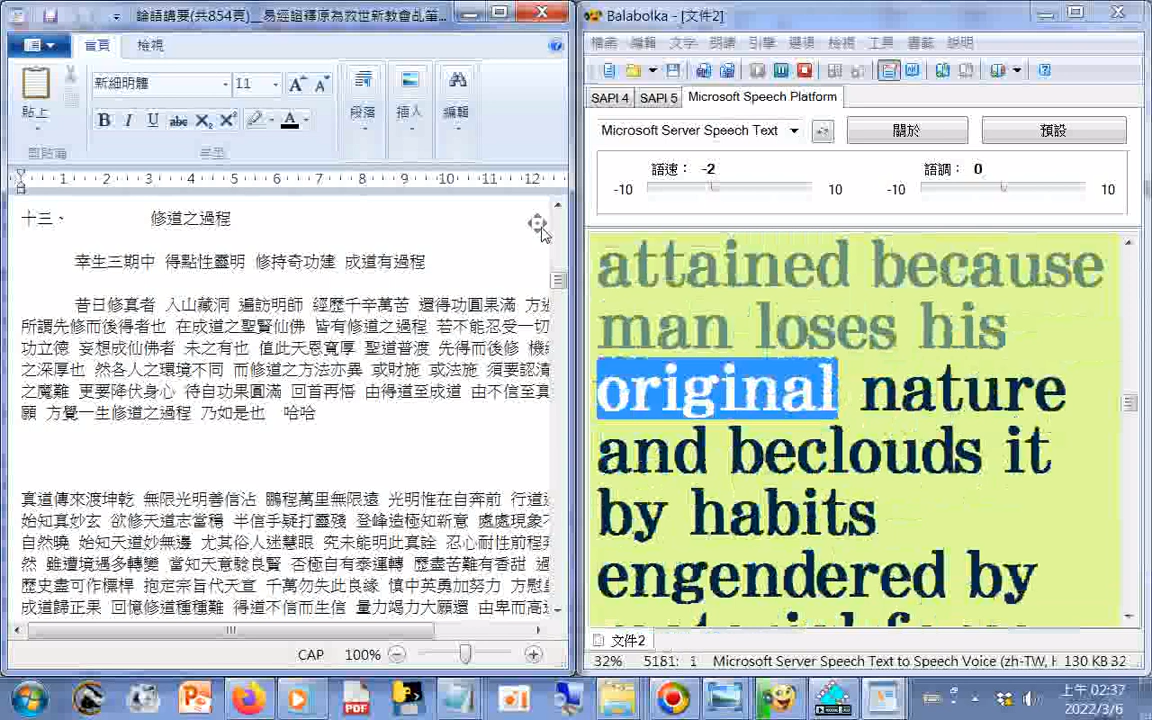 論語講要(共854頁)__易經證釋原為救世新教會乩筆...
首頁
檢視
貼上
剪貼簿
新細明體
11
字型
段落
插入
編輯
1 2 3 4 5 6 7 8 9 10 11 12
十三、 修道之過程
幸生三期中 得點性靈明 修持奇功建 成道有過程
昔日修真者 入山藏洞 遍訪明師 經歷千辛萬苦 還得功圓果滿 方
所謂先修而後得者也 在成道之聖賢仙佛 皆有修道之過程 若不能忍受一切
功立德 妄想成仙佛者 未之有也 值此天恩寬厚 聖道普渡 先得而後修 機
之深厚也 然各人之環境不同 而修道之方法亦異 或財施 或法施 須要認清
之魔難 更要降伏身心 待自功果圓滿 回首再悟 由得道至成道 由不信至真
願 方覺一生修道之過程 乃如是也 哈哈
真道傳來渡坤乾 無限光明善信沾 鵬程萬里無限遠 光明惟在自奔前 行道
始知真妙玄 欲修天道志當穩 半信半疑打靈殘 登峰造極知新意 處處現象
自然曉 始知天道妙無邊 尤其俗人迷慧眼 究未能明此真詮 忍心耐性前程
然 雖遭境遇多轉變 當知天意驗良賢 否極自有泰運轉 歷盡苦難有香甜
歷史盡可作標桿 抱定宗旨代天宣 千萬勿失此良緣 慎中英勇加努力 方慰
成道歸正果 回憶修道種種難 得道不信而生信 量力竭力大願還 由卑而高
CAP 100%
Balabolka - [文件2]
檔案 編輯 文字 朗讀 引擎 選項 檢視 工具 書籤 說明
SAPI 4 SAPI 5 Microsoft Speech Platform
Microsoft Server Speech Text
關於
預設
語速： -2
語調： 0
-10 10 -10 10
attained because
man loses his
original nature
and beclouds it
by habits
engendered by
文件2
32% 5181: 1 Microsoft Server Speech Text to Speech Voice (zh-TW, H 130 KB 32
上午 02:37
2022/3/6